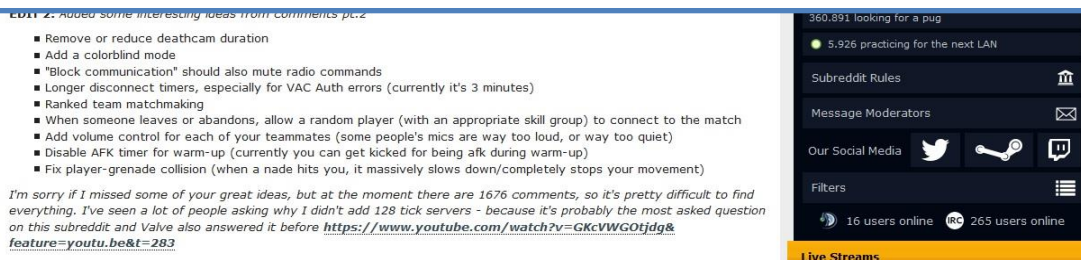 EDIT 2: Added some interesting ideas from comments pt.2
Remove or reduce deathcam duration
Add a colorblind mode
"Block communication" should also mute radio commands
Longer disconnect timers, especially for VAC Auth errors (currently it's 3 minutes)
Ranked team matchmaking
When someone leaves or abandons, allow a random player (with an appropriate skill group) to connect to the match
Add volume control for each of your teammates (some people's mics are way too loud, or way too quiet)
Disable AFK timer for warm-up (currently you can get kicked for being afk during warm-up)
Fix player-grenade collision (when a nade hits you, it massively slows down/completely stops your movement)
I'm sorry if I missed some of your great ideas, but at the moment there are 1676 comments, so it's pretty difficult to find
everything. I've seen a lot of people asking why I didn't add 128 tick servers - because it's probably the most asked question
on this subreddit and Valve also answered it before https://www.youtube.com/watch?v=GKcVWGOtjdg&
feature=youtu.be&t=283
360.891 looking for a pug
5.926 practicing for the next LAN
Subreddit Rules
Message Moderators
Our Social Media
Filters
16 users online IRC 265 users online
Live Streams